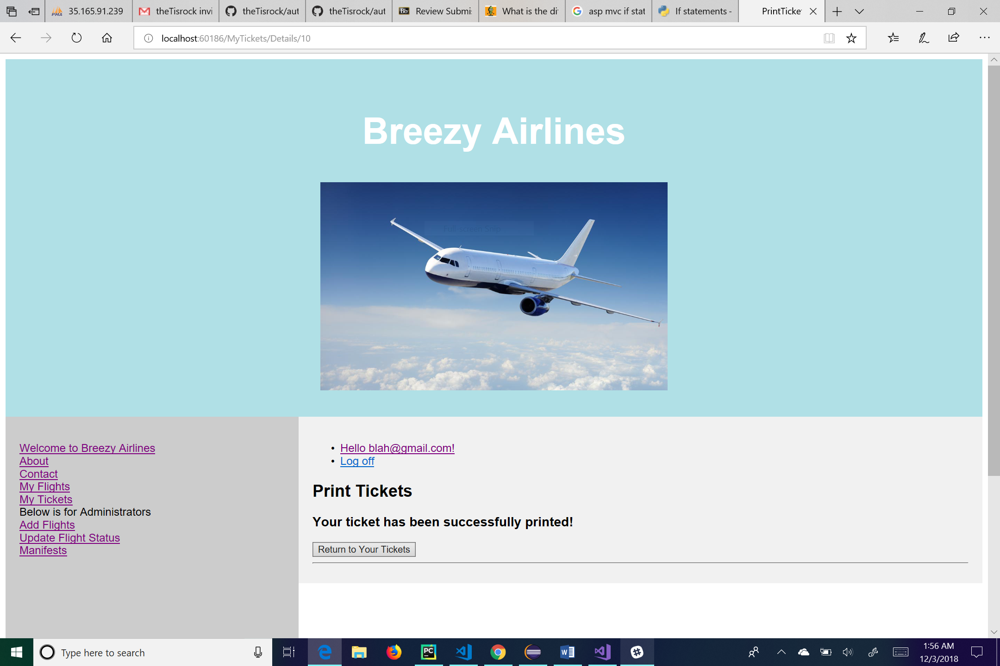 35.165.91.239
theTisrock invi
theTisrock/aut
theTisrock/aut
Bb Review Submi
What is the di
asp mvc if stat
If statements -
PrintTicke
localhost:60186/MyTickets/Details/10
Breezy Airlines
Full-screen Snip
Welcome to Breezy Airlines
About
Contact
My Flights
My Tickets
Below is for Administrators
Add Flights
Update Flight Status
Manifests
Hello blah@gmail.com!
Log off
Print Tickets
Your ticket has been successfully printed!
Return to Your Tickets
Type here to search
PC
1:56 AM
12/3/2018